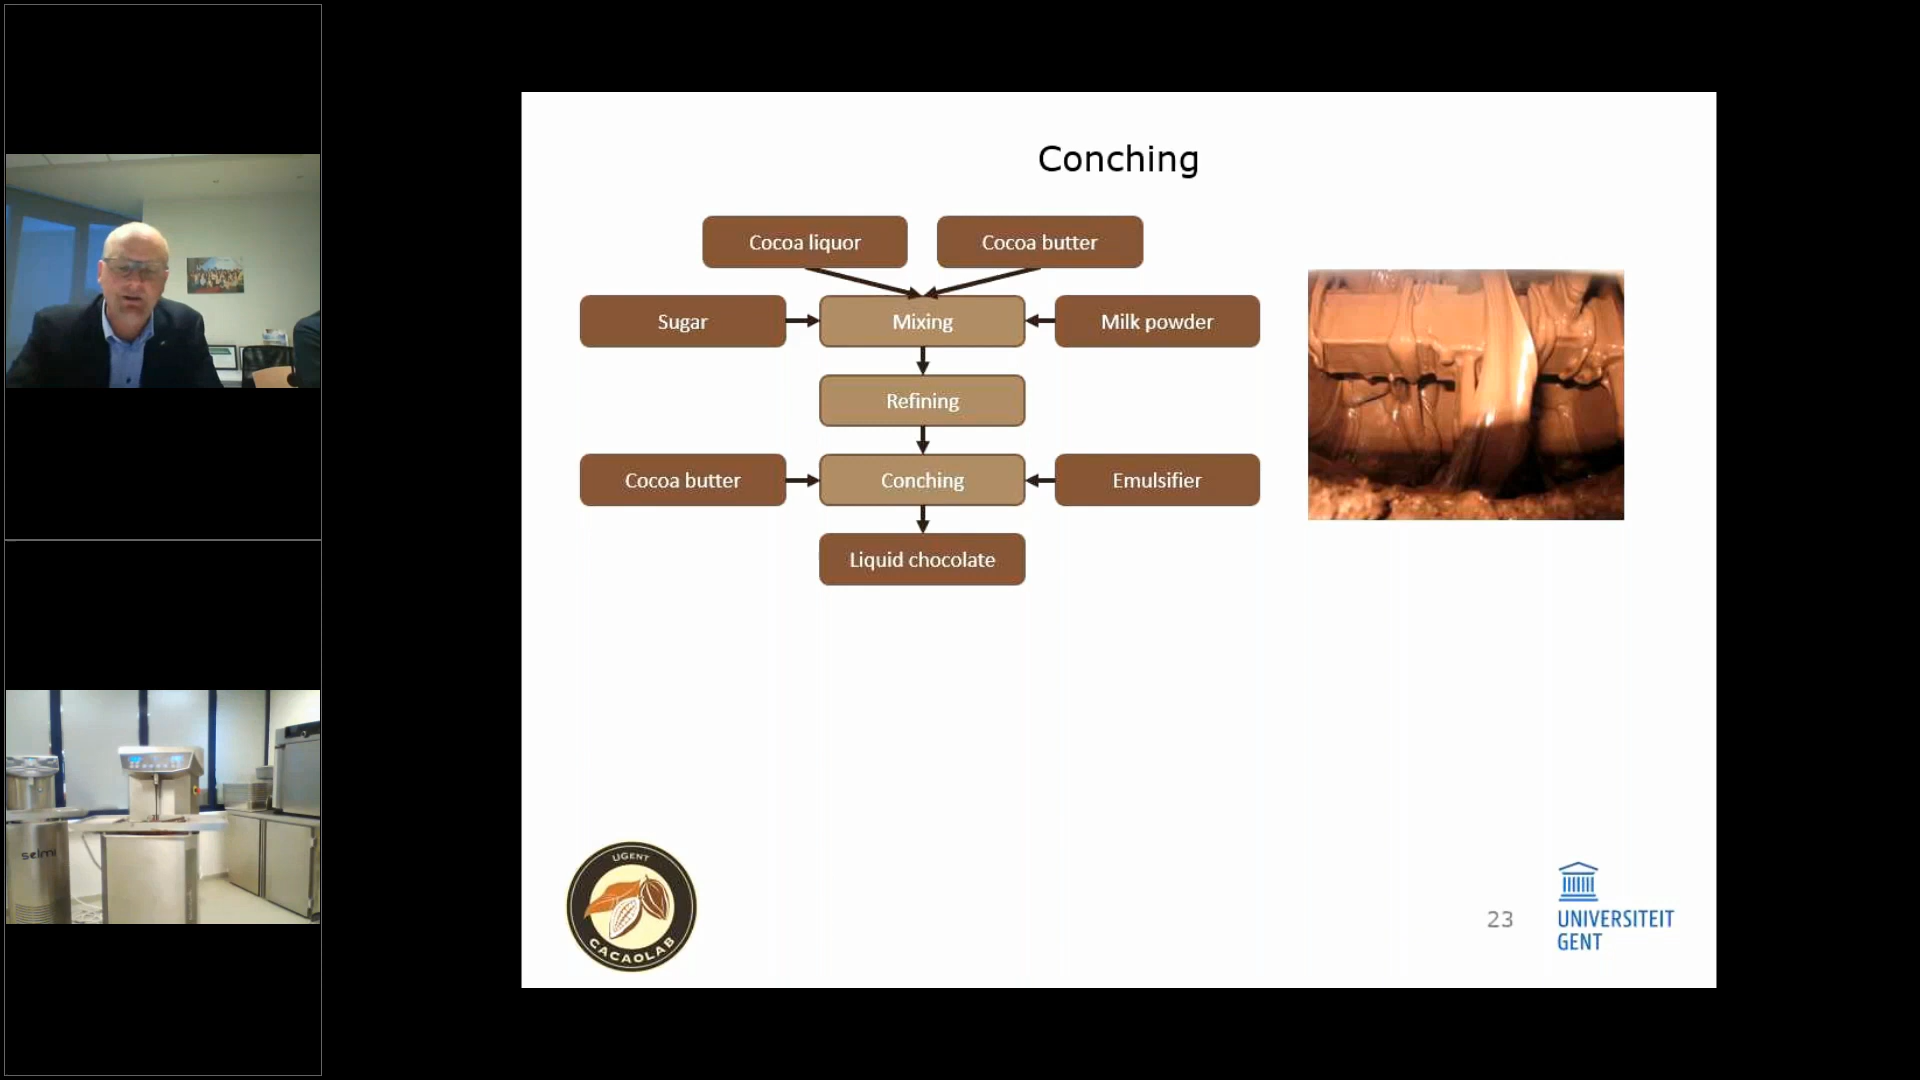 Conching
Cocoa liquor
Cocoa butter
Sugar
Mixing
Milk powder
Refining
Cocoa butter
Conching
Emulsifier
Liquid chocolate
UGENT
CACAOLAB
23
UNIVERSITEIT
GENT
selm